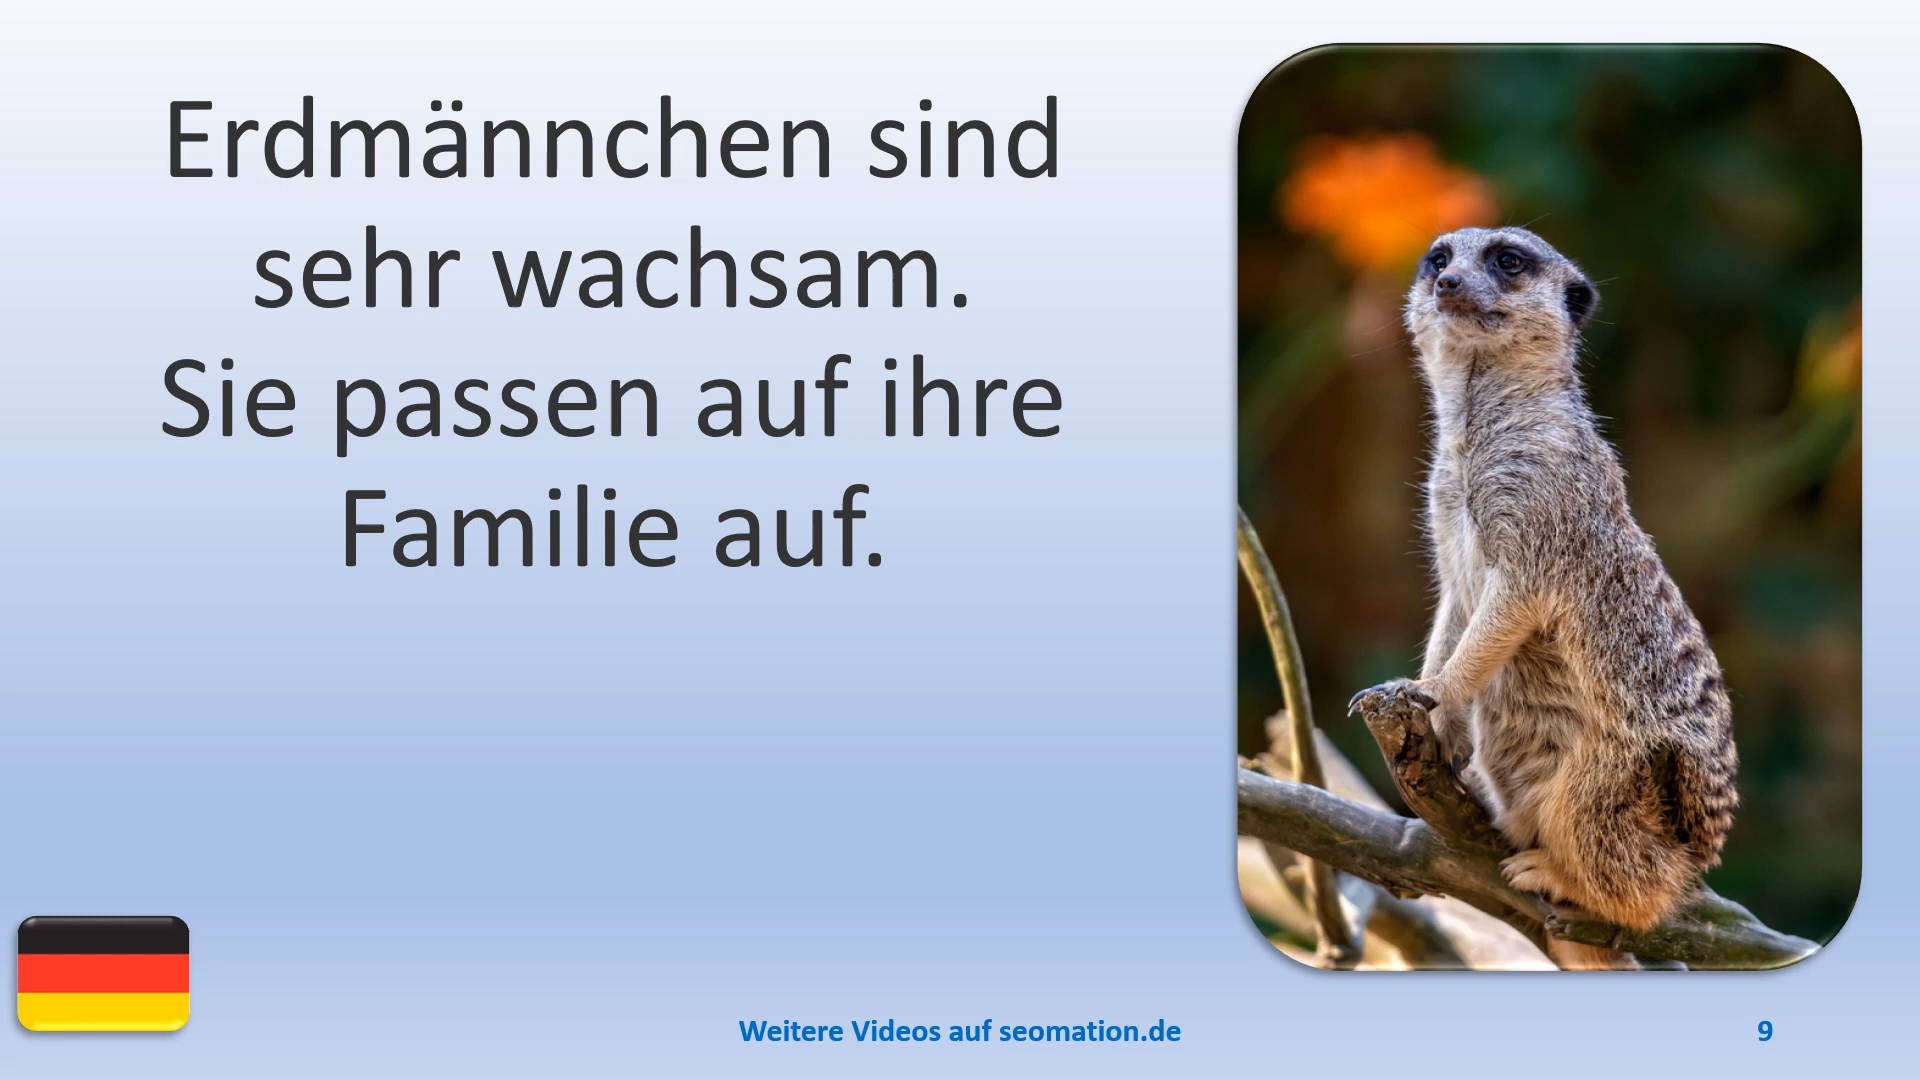 Erdmännchen sind
sehr wachsam.
Sie passen auf ihre
Familie auf.
Weitere Videos auf seomation.de
9